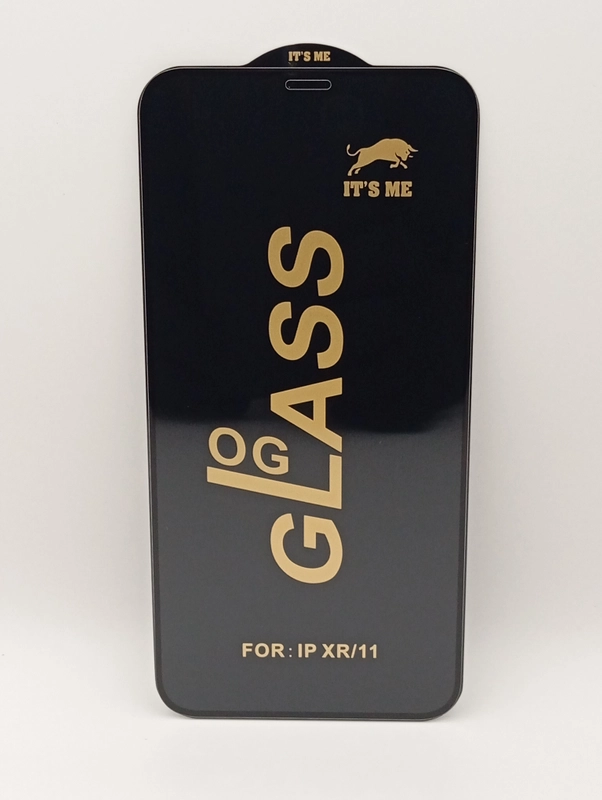 IT'S ME
IT'S ME
OG
GLASS
FOR: IP XR/11